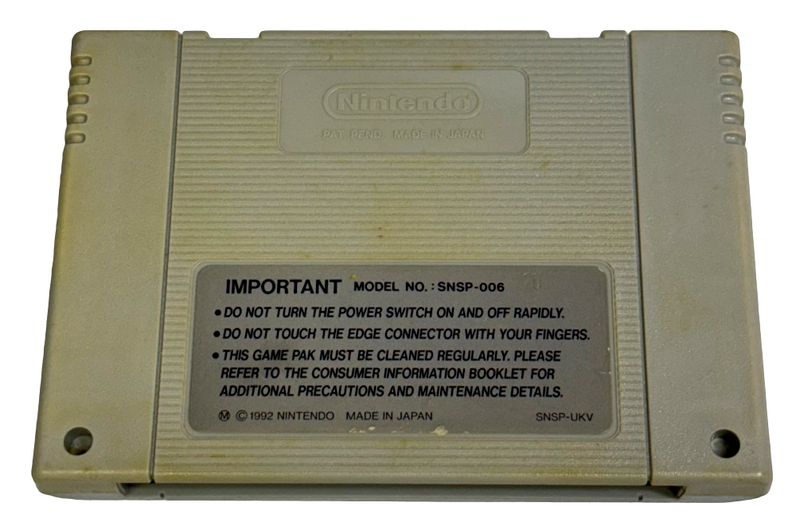 Nintendo®
PAT. PEND. MADE IN JAPAN
IMPORTANT MODEL NO.: SNSP-006
● DO NOT TURN THE POWER SWITCH ON AND OFF RAPIDLY.
● DO NOT TOUCH THE EDGE CONNECTOR WITH YOUR FINGERS.
● THIS GAME PAK MUST BE CLEANED REGULARLY. PLEASE
REFER TO THE CONSUMER INFORMATION BOOKLET FOR
ADDITIONAL PRECAUTIONS AND MAINTENANCE DETAILS.
Ⓜ © 1992 NINTENDO MADE IN JAPAN SNSP-UKV